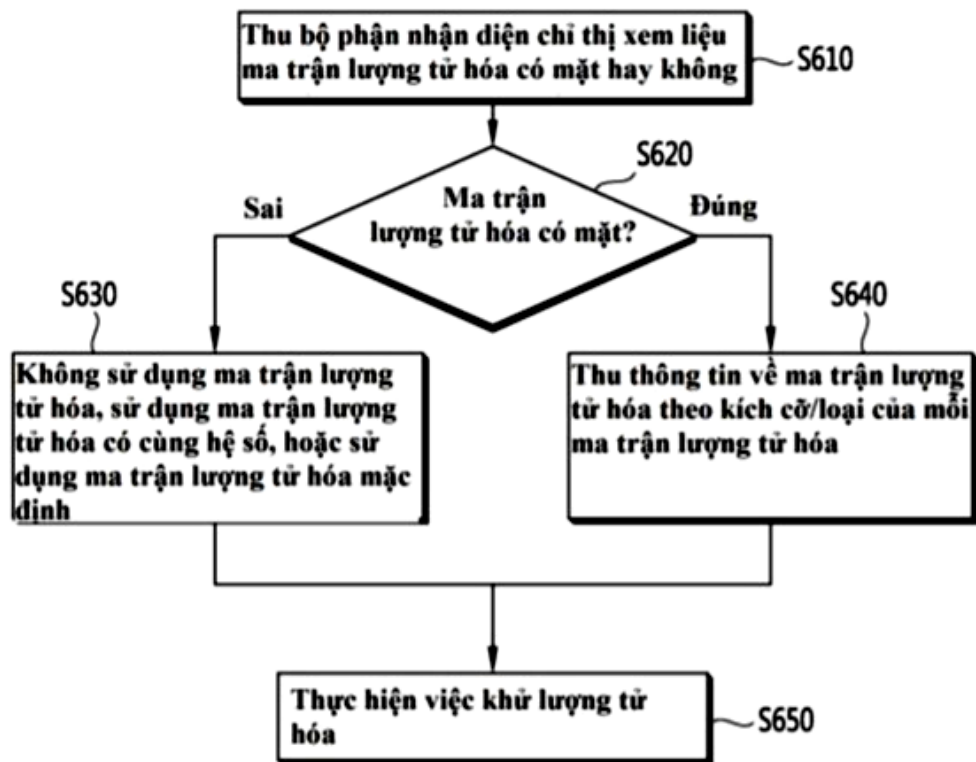 Thu bộ phận nhận diện chỉ thị xem liệu
ma trận lượng tử hóa có mặt hay không
S610
S620
Ma trận
lượng tử hóa có mặt?
Sai
Đúng
S630
Không sử dụng ma trận lượng
tử hóa, sử dụng ma trận lượng
tử hóa có cùng hệ số, hoặc sử
dụng ma trận lượng tử hóa mặc
định
S640
Thu thông tin về ma trận lượng
tử hóa theo kích cỡ/loại của mỗi
ma trận lượng tử hóa
Thực hiện việc khử lượng tử
hóa
S650